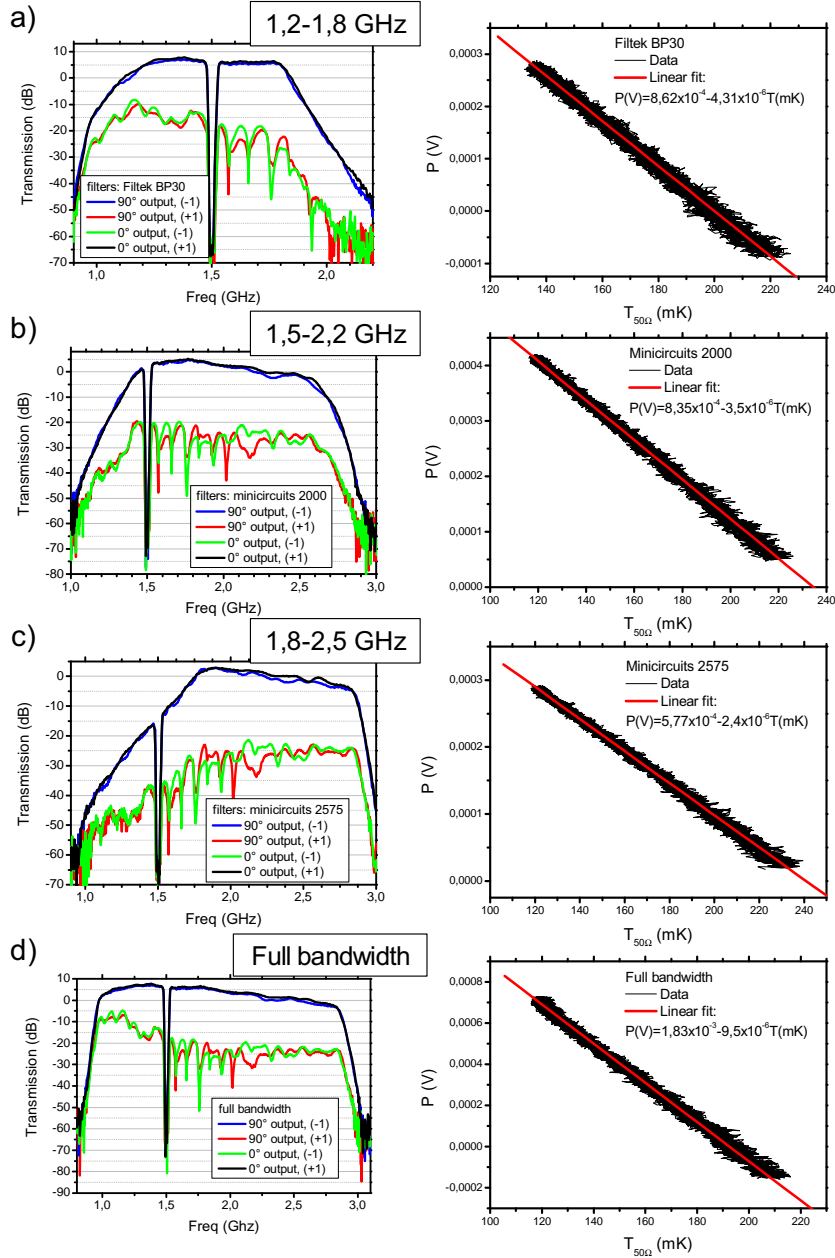 a)
1,2-1,8 GHz
10
5
0
-10
-20
-30
-40
-50
-60
-70
Transmission (dB)
filters: Filtek BP30
90° output, (-1)
90° output, (+1)
0° output, (-1)
0° output, (+1)
1,0
1,5
2,0
Freq (GHz)
0,0003
0,0002
0,0001
0,0000
-0,0001
P (V)
Filtek BP30
Data
Linear fit:
P(V)=8,62x10⁻⁴-4,31x10⁻⁶T(mK)
120
140
160
180
200
220
240
T50Ω (mK)
b)
1,5-2,2 GHz
5
0
-10
-20
-30
-40
-50
-60
-70
-80
Transmission (dB)
filters: minicircuits 2000
90° output, (-1)
90° output, (+1)
0° output, (-1)
0° output, (+1)
1,0
1,5
2,0
2,5
3,0
Freq (GHz)
0,0004
0,0003
0,0002
0,0001
0,0000
P(V)
Minicircuits 2000
Data
Linear fit:
P(V)=8.35x10⁻⁴-3,5x10⁻⁶T(mK)
100
120
140
160
180
200
220
240
T50Ω (mK)
c)
1,8-2,5 GHz
5
0
-10
-20
-30
-40
-50
-60
-70
Transmission (dB)
filters: minicircuits 2575
90° output, (-1)
90° output, (+1)
0° output, (-1)
0° output, (+1)
1,0
1,5
2,0
2,5
3,0
Freq (GHz)
0,0003
0,0002
0,0001
0,0000
P (V)
Minicircuits 2575
Data
Linear fit:
P(V)=5,77x10⁻⁴-2,4x10⁻⁶T(mK)
100
120
140
160
180
200
220
240
T50Ω (mK)
d)
Full bandwidth
10
5
0
-10
-20
-30
-40
-50
-60
-70
-80
-90
Transmission (dB)
full bandwidth
90° output, (-1)
90° output, (+1)
0° output, (-1)
0° output, (+1)
1,0
1,5
2,0
2,5
3,0
Freq (Ghz)
0,0008
0,0006
0,0004
0,0002
0,0000
-0,0002
P (V)
Full bandwidth
Data
Linear fit:
P(V)=1,83x10⁻³-9,5x10⁻⁶T(mK)
100
120
140
160
180
200
220
240
T50Ω (mK)